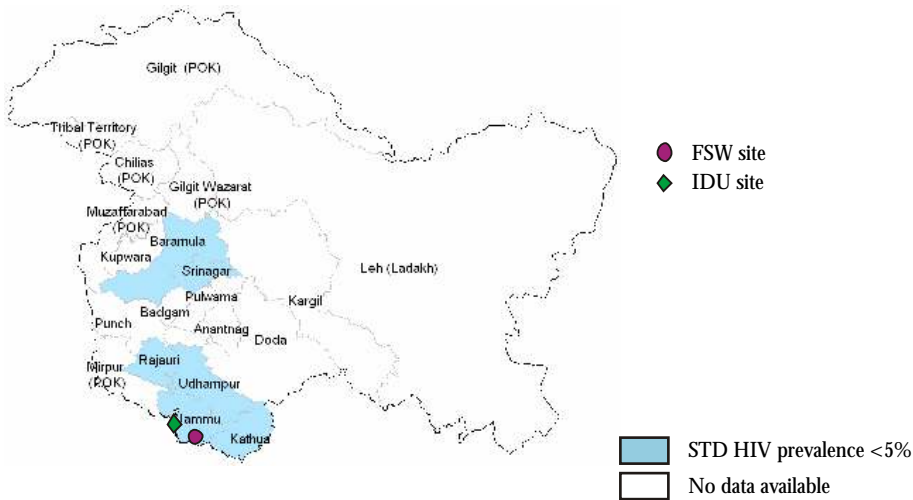 Gilgit (POK)
Tribal Territory
(POK)
Chilias
(POK)
Gilgit Wazarat
(POK)
Muzaffarabad
(POK)
Baramula
Kupwara
Srinagar
Leh (Ladakh)
Pulwama
Kargil
Badgam
Punch
Anantnag
Doda
Rajauri
Mirpur
(POK)
Udhampur
Jammu
Kathua
FSW site
IDU site
STD HIV prevalence <5%
No data available